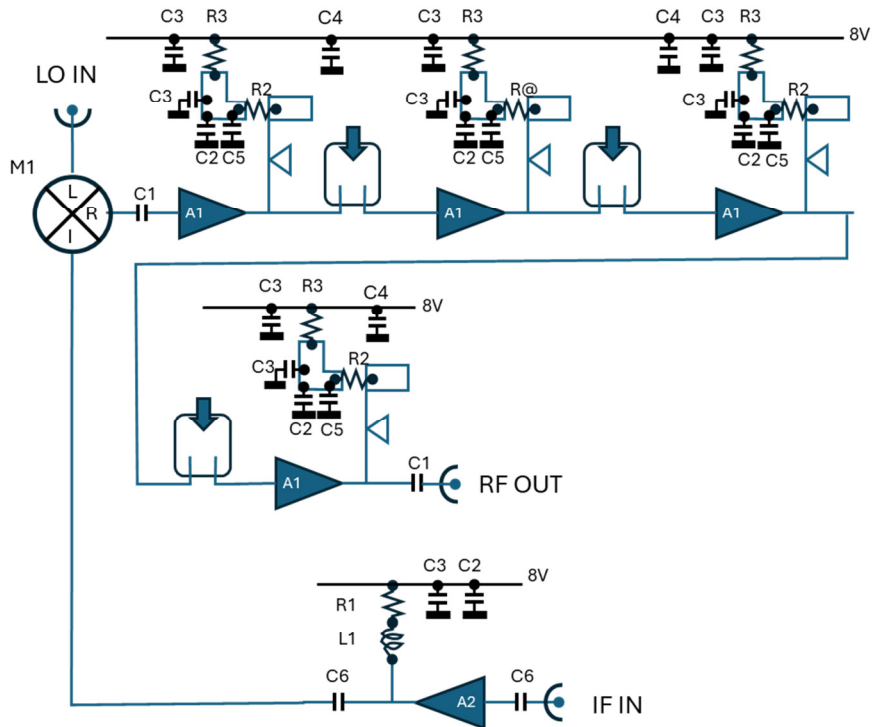 C3 R3 C4 C3 R3 C4 C3 R3
8V
LO IN
C3 R2 C3 R@ C3 R2
C2 C5 C2 C5 C2 C5
M1
L
R
I
C1
A1 A1 A1
C3 R3 C4
8V
C3 R2
C2 C5
A1
C1
RF OUT
C3 C2
8V
R1
L1
C6 A2 C6
IF IN